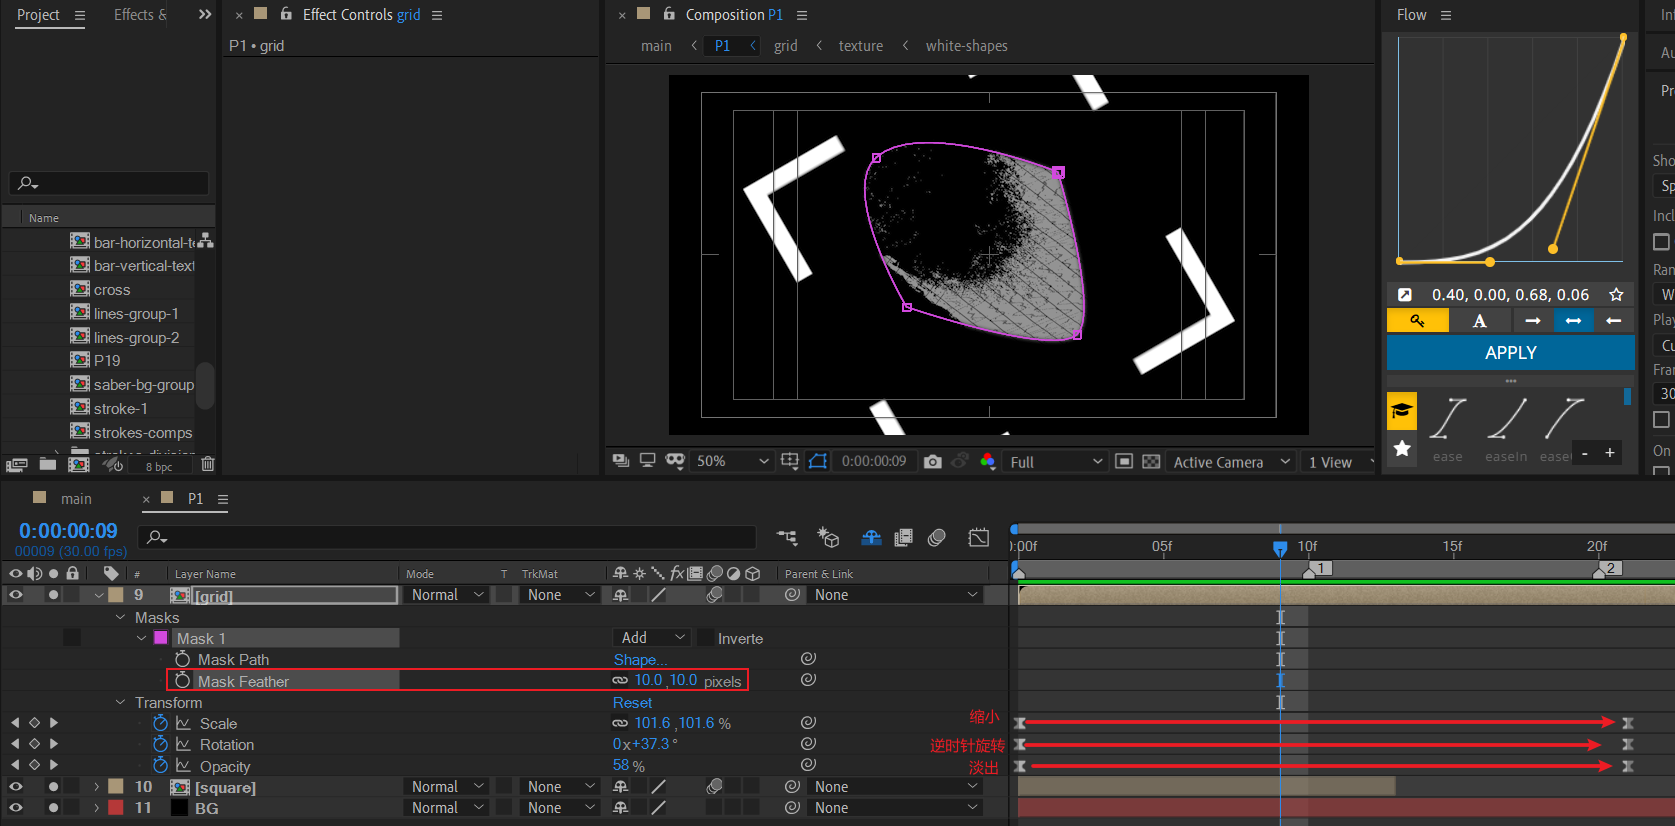 Project
Effects &
Effect Controls grid
Composition P1
Flow
P1 • grid
main
P1
grid
texture
white-shapes
Name
bar-horizontal-te
bar-vertical-text
cross
lines-group-1
lines-group-2
P19
saber-bg-group
stroke-1
strokes-comps
8 bpc
50%
0:00:00:09
Full
Active Camera
1 View
0.40, 0.00, 0.68, 0.06
A
APPLY
ease
easeIn
ease
- +
Sho
Sp
Incl
Ran
W
Play
Cu
Fran
30
On
main
P1
0:00:00:09
00009 (30.00 fps)
05f
10f
15f
20f
1
2
# Layer Name
Mode
T TrkMat
Parent & Link
9 [grid]
Normal
None
None
Masks
Mask 1
Add
Inverte
Mask Path
Shape...
Mask Feather
10.0 ,10.0 pixels
Transform
Reset
Scale
101.6 ,101.6 %
缩小
Rotation
0x+37.3 °
逆时针旋转
Opacity
58 %
淡出
10 [square]
Normal
None
None
11 BG
Normal
None
None